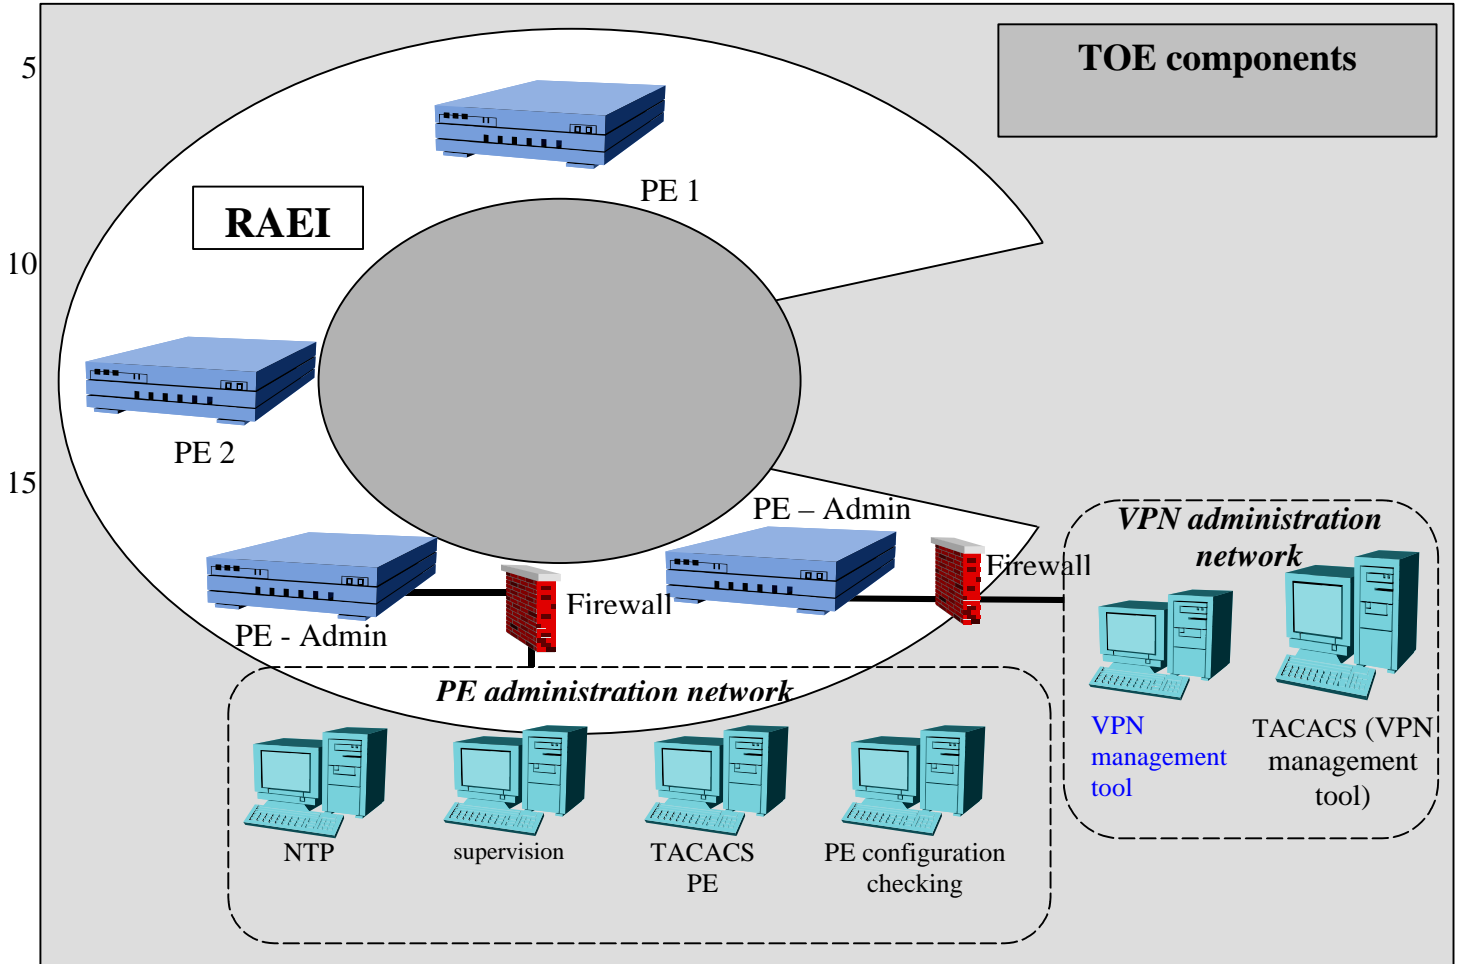 5
TOE components
PE 1
RAEI
10
PE 2
15
PE – Admin
VPN administration
network
Firewall
Firewall
PE - Admin
PE administration network
VPN
management
tool
TACACS (VPN
management
tool)
NTP
supervision
TACACS
PE
PE configuration
checking